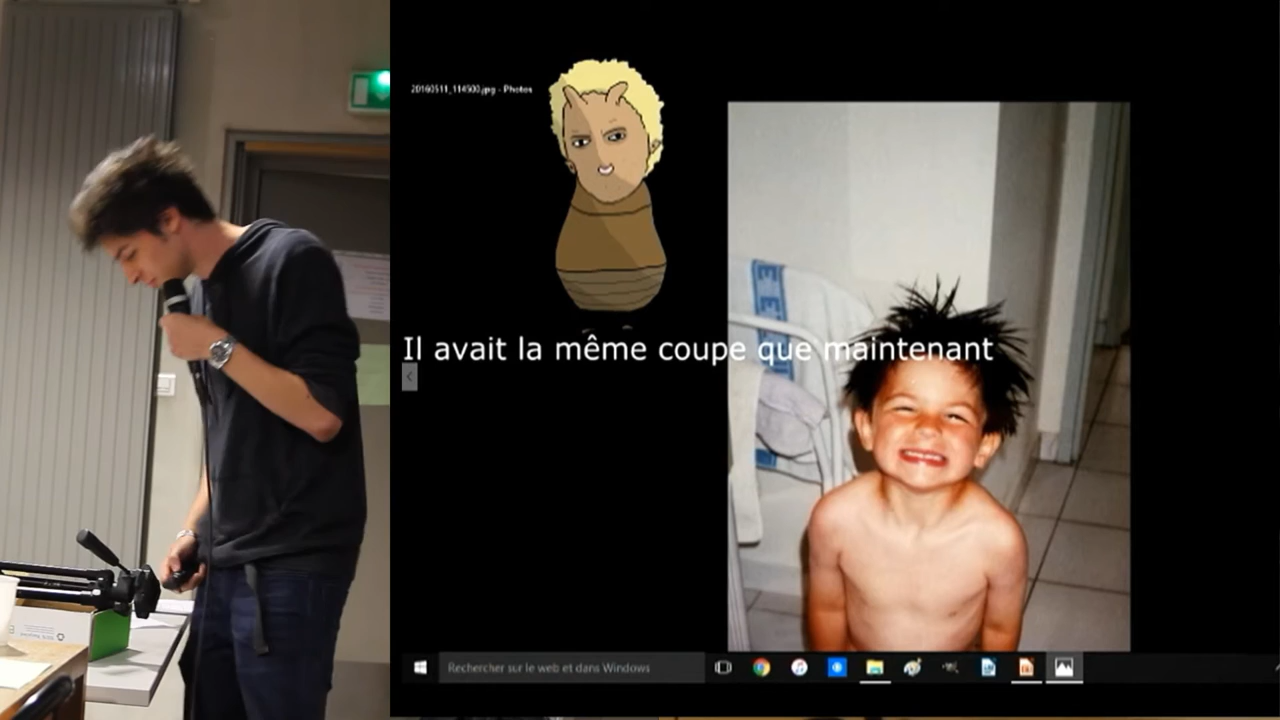 20160511_114500.jpg - Photos
Il avait la même coupe que maintenant
Rechercher sur le web et dans Windows